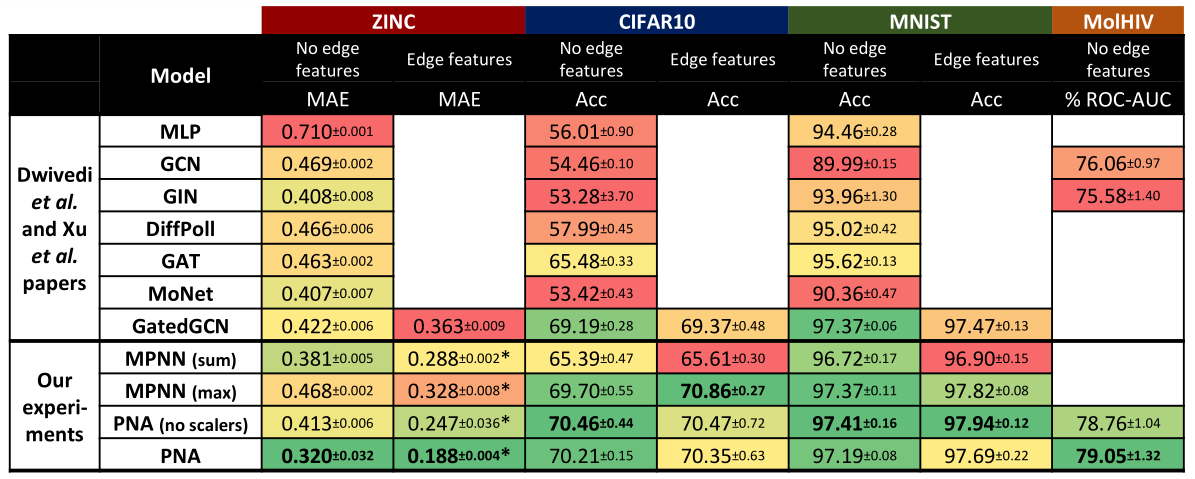 ZINC CIFAR10 MNIST MolHIV
Model No edge features Edge features No edge features Edge features No edge features Edge features No edge features
MAE MAE Acc Acc Acc Acc % ROC-AUC
Dwivedi et al. and Xu et al. papers
MLP 0.710±0.001 56.01±0.90 94.46±0.28
GCN 0.469±0.002 54.46±0.10 89.99±0.15 76.06±0.97
GIN 0.408±0.008 53.28±3.70 93.96±1.30 75.58±1.40
DiffPoll 0.466±0.006 57.99±0.45 95.02±0.42
GAT 0.463±0.002 65.48±0.33 95.62±0.13
MoNet 0.407±0.007 53.42±0.43 90.36±0.47
GatedGCN 0.422±0.006 0.363±0.009 69.19±0.28 69.37±0.48 97.37±0.06 97.47±0.13
Our experi-ments
MPNN (sum) 0.381±0.005 0.288±0.002* 65.39±0.47 65.61±0.30 96.72±0.17 96.90±0.15
MPNN (max) 0.468±0.002 0.328±0.008* 69.70±0.55 70.86±0.27 97.37±0.11 97.82±0.08
PNA (no scalers) 0.413±0.006 0.247±0.036* 70.46±0.44 70.47±0.72 97.41±0.16 97.94±0.12 78.76±1.04
PNA 0.320±0.032 0.188±0.004* 70.21±0.15 70.35±0.63 97.19±0.08 97.69±0.22 79.05±1.32